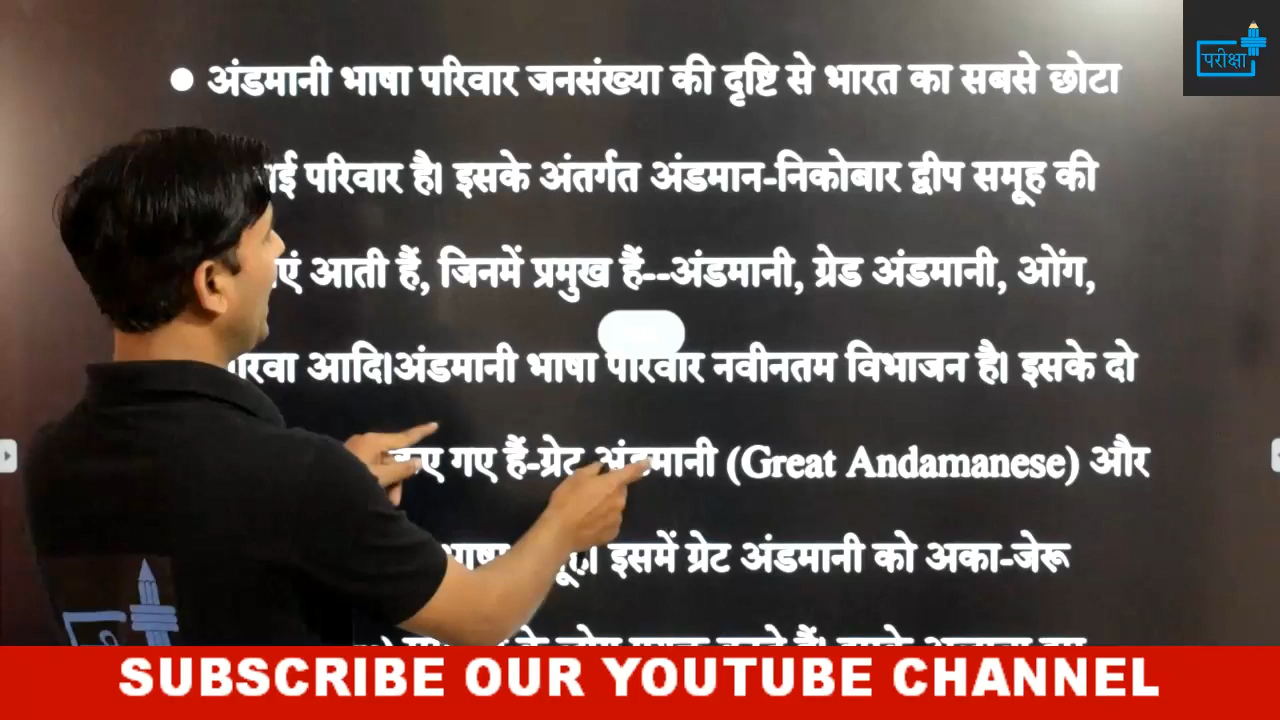 परीक्षा
● अंडमानी भाषा परिवार जनसंख्या की दृष्टि से भारत का सबसे छोटा
परिवार है। इसके अंतर्गत अंडमान-निकोबार द्वीप समूह की
आती हैं, जिनमें प्रमुख हैं--अंडमानी, ग्रेड अंडमानी, ओंग,
आदि।अंडमानी भाषा परिवार नवीनतम विभाजन है। इसके दो
गए हैं-ग्रेट अंडमानी (Great Andamanese) और
इसमें ग्रेट अंडमानी को अका-जेरू
SUBSCRIBE OUR YOUTUBE CHANNEL